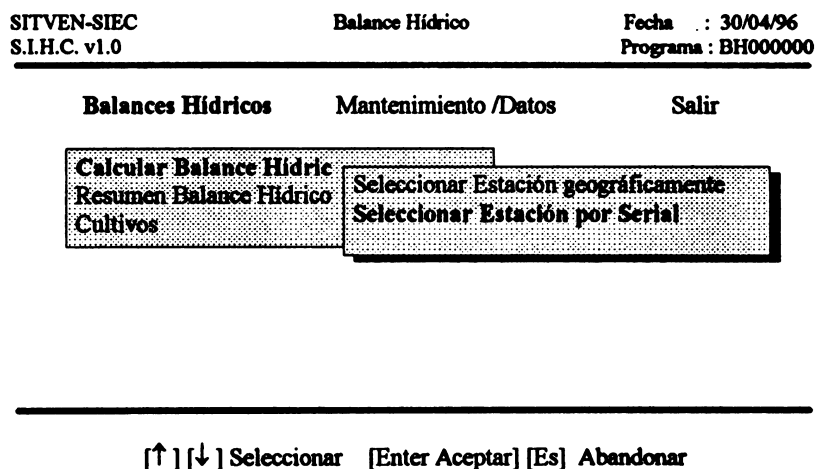 SITVEN-SIEC Balance Hídrico Fecha : 30/04/96
S.I.H.C. v1.0 Programa : BH000000
Balances Hídricos Mantenimiento /Datos Salir
Calcular Balance Hídric
Resumen Balance Hídrico
Cultivos
Seleccionar Estación geográficamente
Seleccionar Estación por Serial
[↑] [↓] Seleccionar [Enter Aceptar] [Es] Abandonar